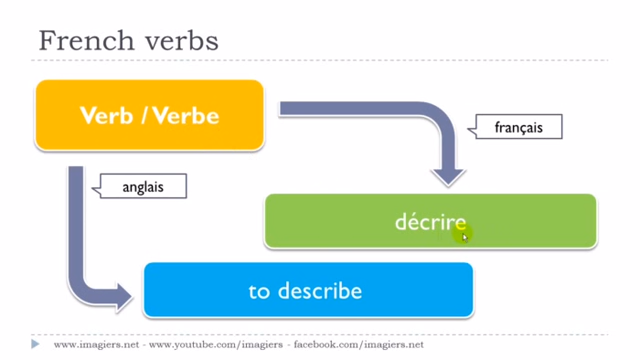 French verbs
Verb / Verbe
français
anglais
décrire
to describe
www.imagiers.net - www.youtube.com/imagiers - facebook.com/imagiers.net